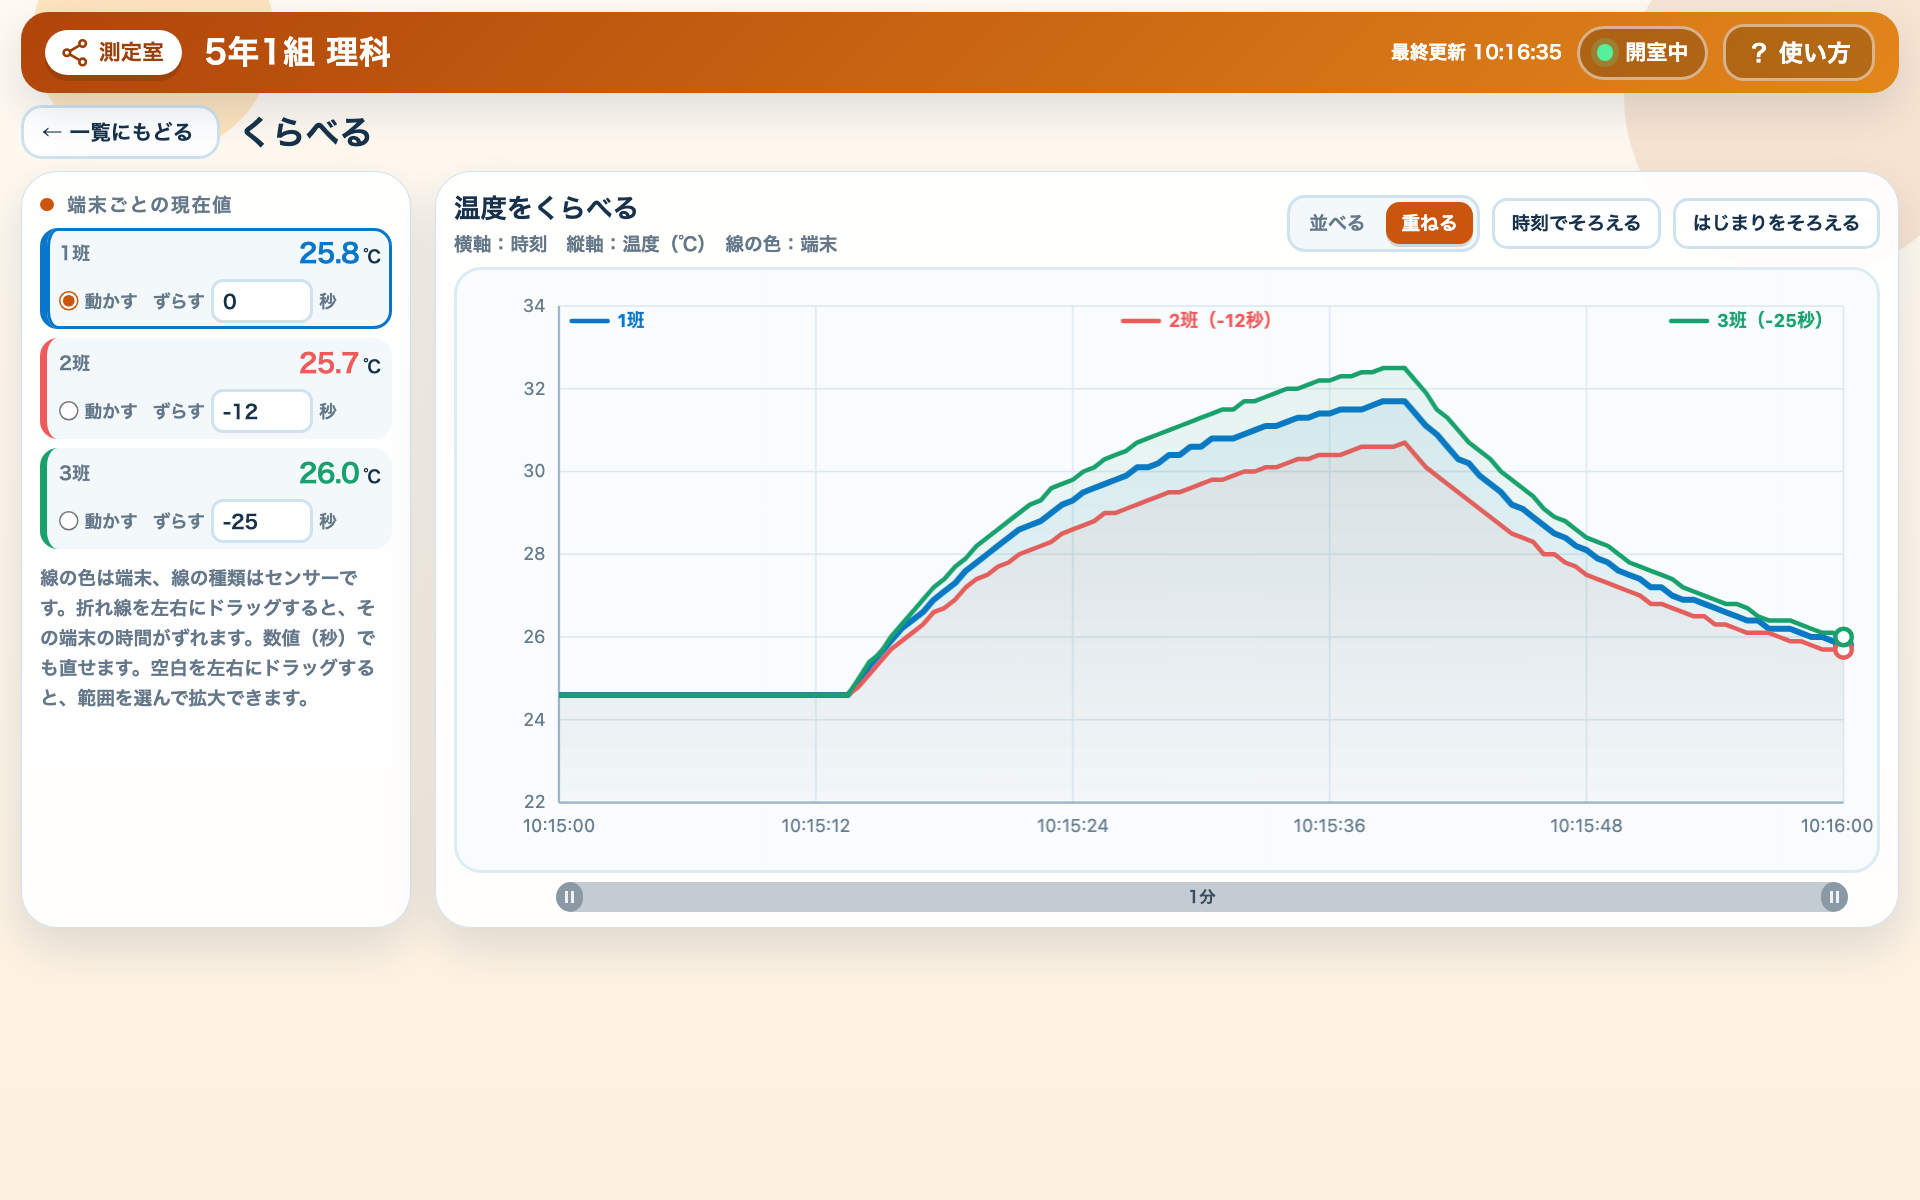 測定室
5年1組 理科
最終更新 10:16:35
開室中
? 使い方
← 一覧にもどる
くらべる
端末ごとの現在値
1班 25.8℃
動かす ずらす 0 秒
2班 25.7℃
動かす ずらす -12 秒
3班 26.0℃
動かす ずらす -25 秒
線の色は端末、線の種類はセンサーで
す。折れ線を左右にドラッグすると、そ
の端末の時間がずれます。数値（秒）で
も直せます。空白を左右にドラッグする
と、範囲を選んで拡大できます。
温度をくらべる
横軸：時刻　縦軸：温度（℃）　線の色：端末
並べる
重ねる
時刻でそろえる
はじまりをそろえる
1班
2班（-12秒）
3班（-25秒）
34
32
30
28
26
24
22
10:15:00
10:15:12
10:15:24
10:15:36
10:15:48
10:16:00
1分